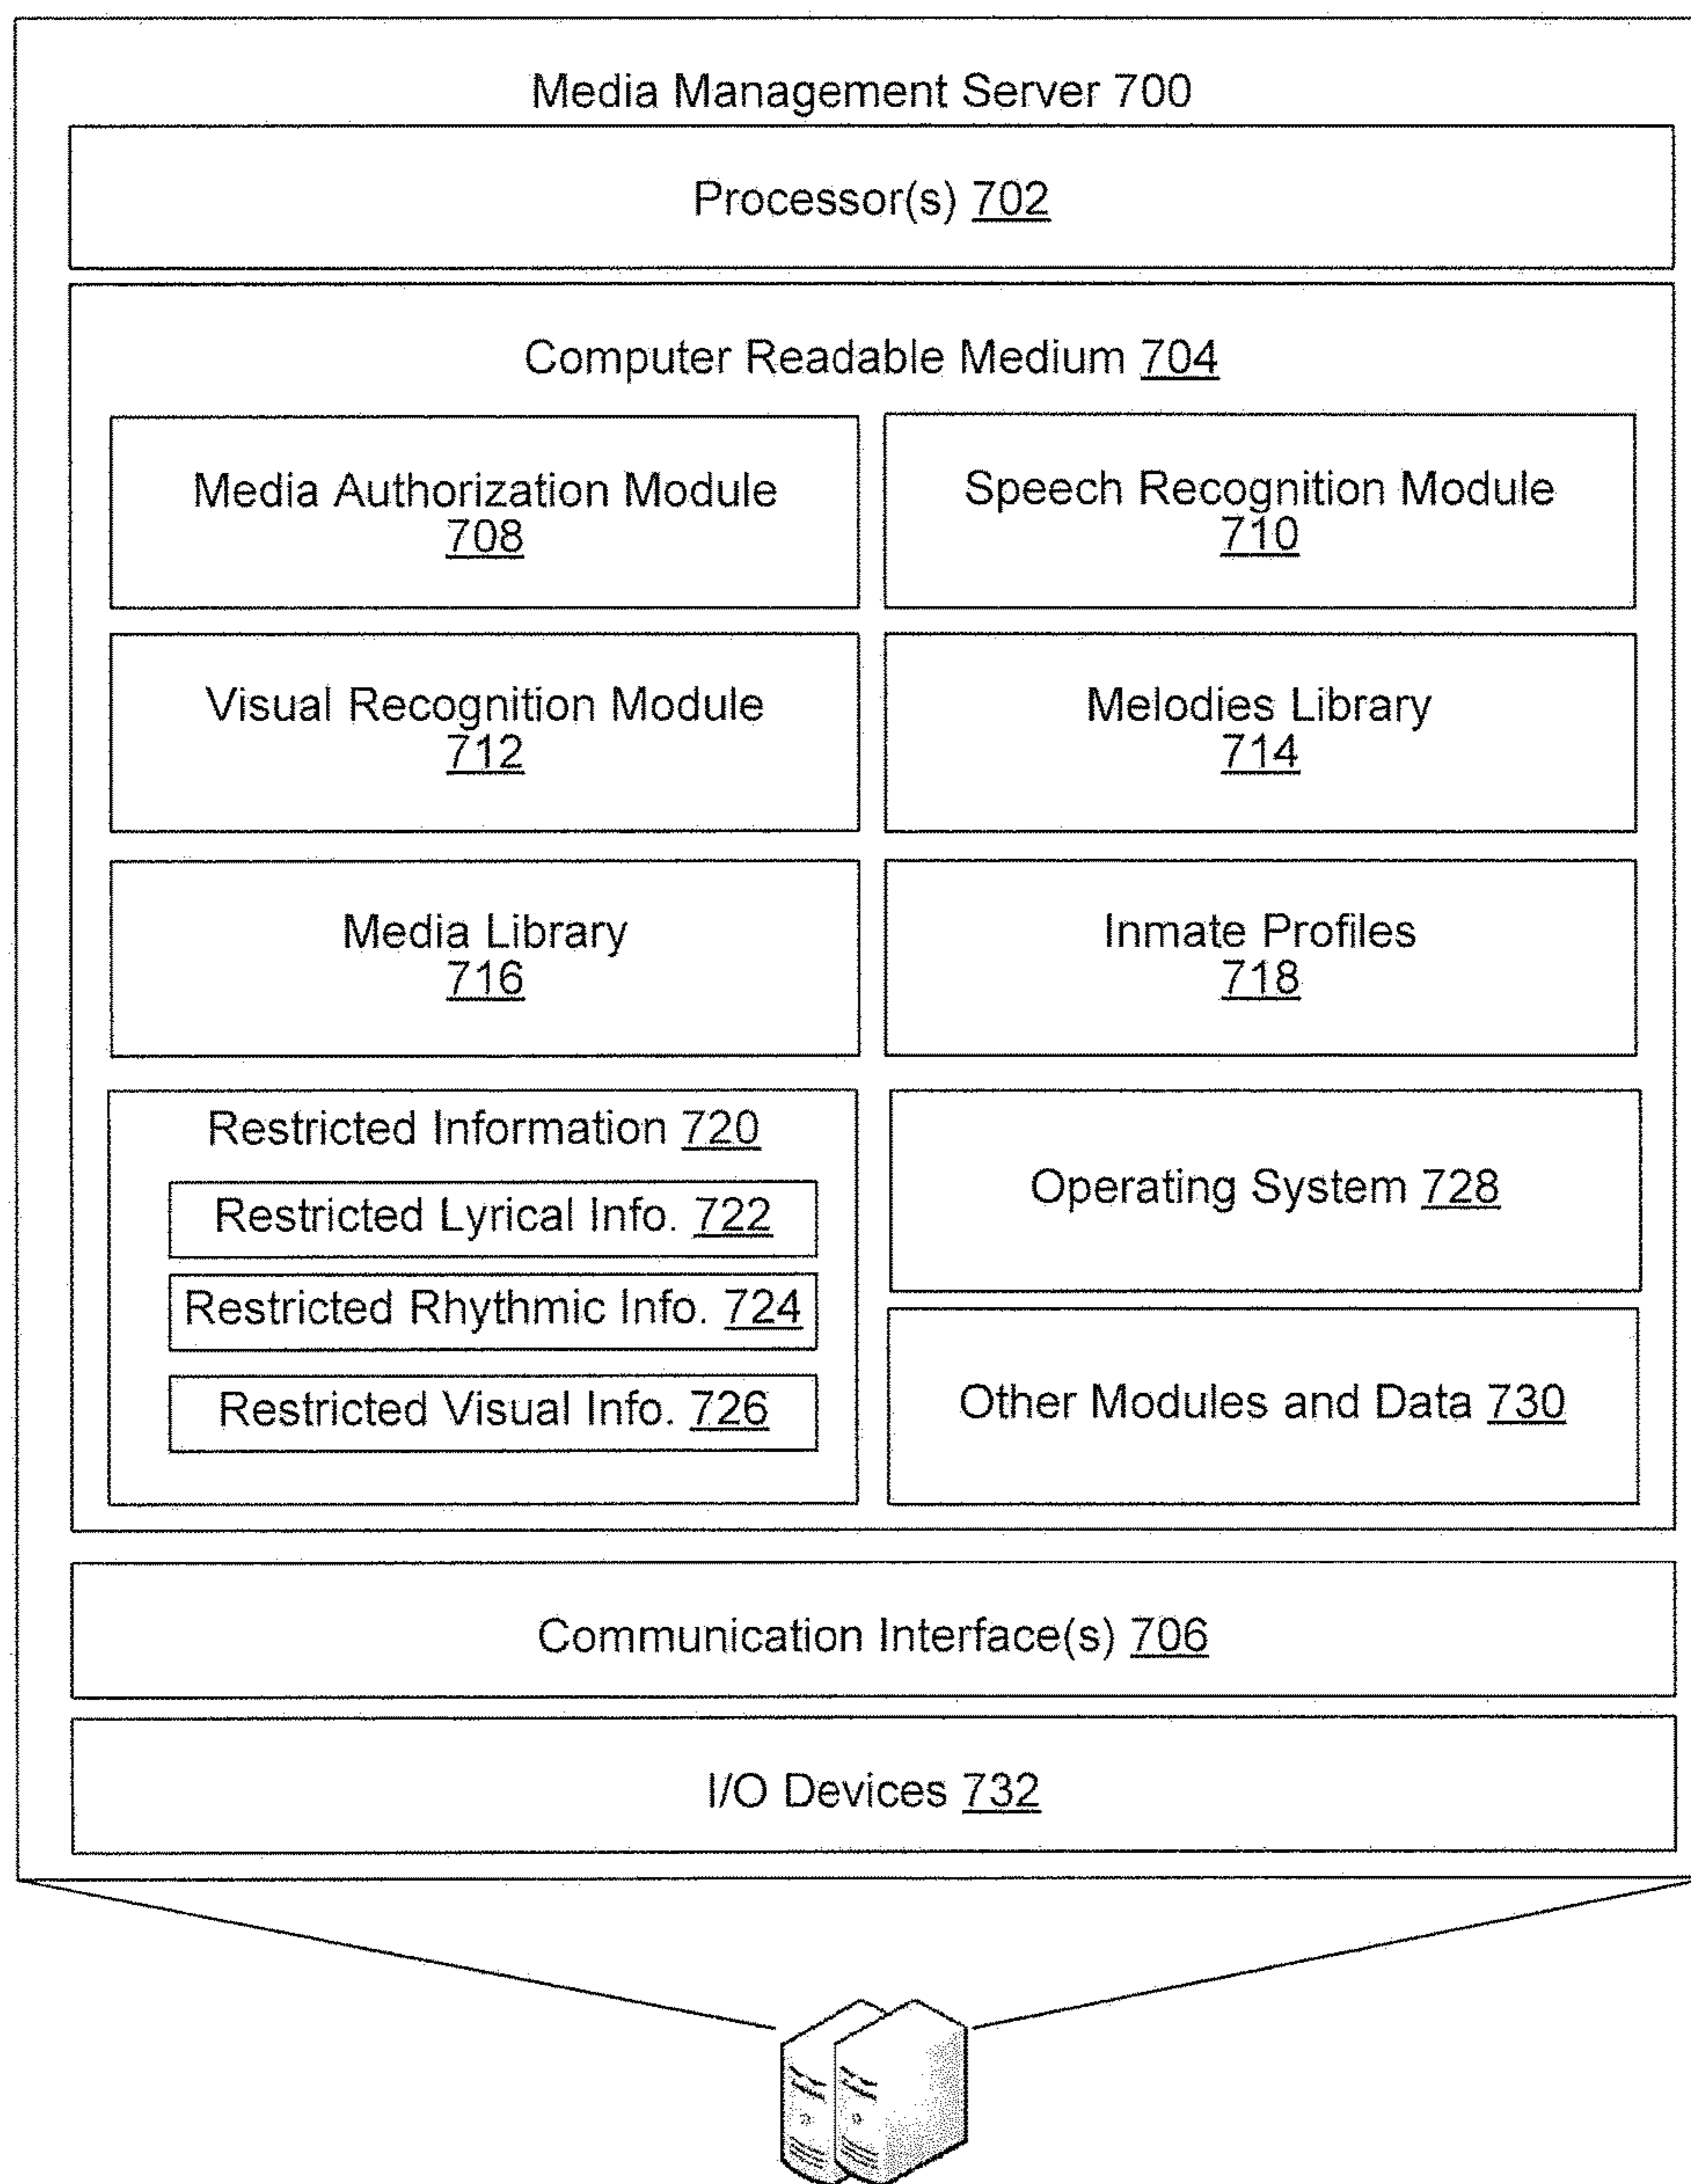 Media Management Server 700
Processor(s) 702
Computer Readable Medium 704
Media Authorization Module
708
Speech Recognition Module
710
Visual Recognition Module
712
Melodies Library
714
Media Library
716
Inmate Profiles
718
Restricted Information 720
Restricted Lyrical Info. 722
Restricted Rhythmic Info. 724
Restricted Visual Info. 726
Operating System 728
Other Modules and Data 730
Communication Interface(s) 706
I/O Devices 732